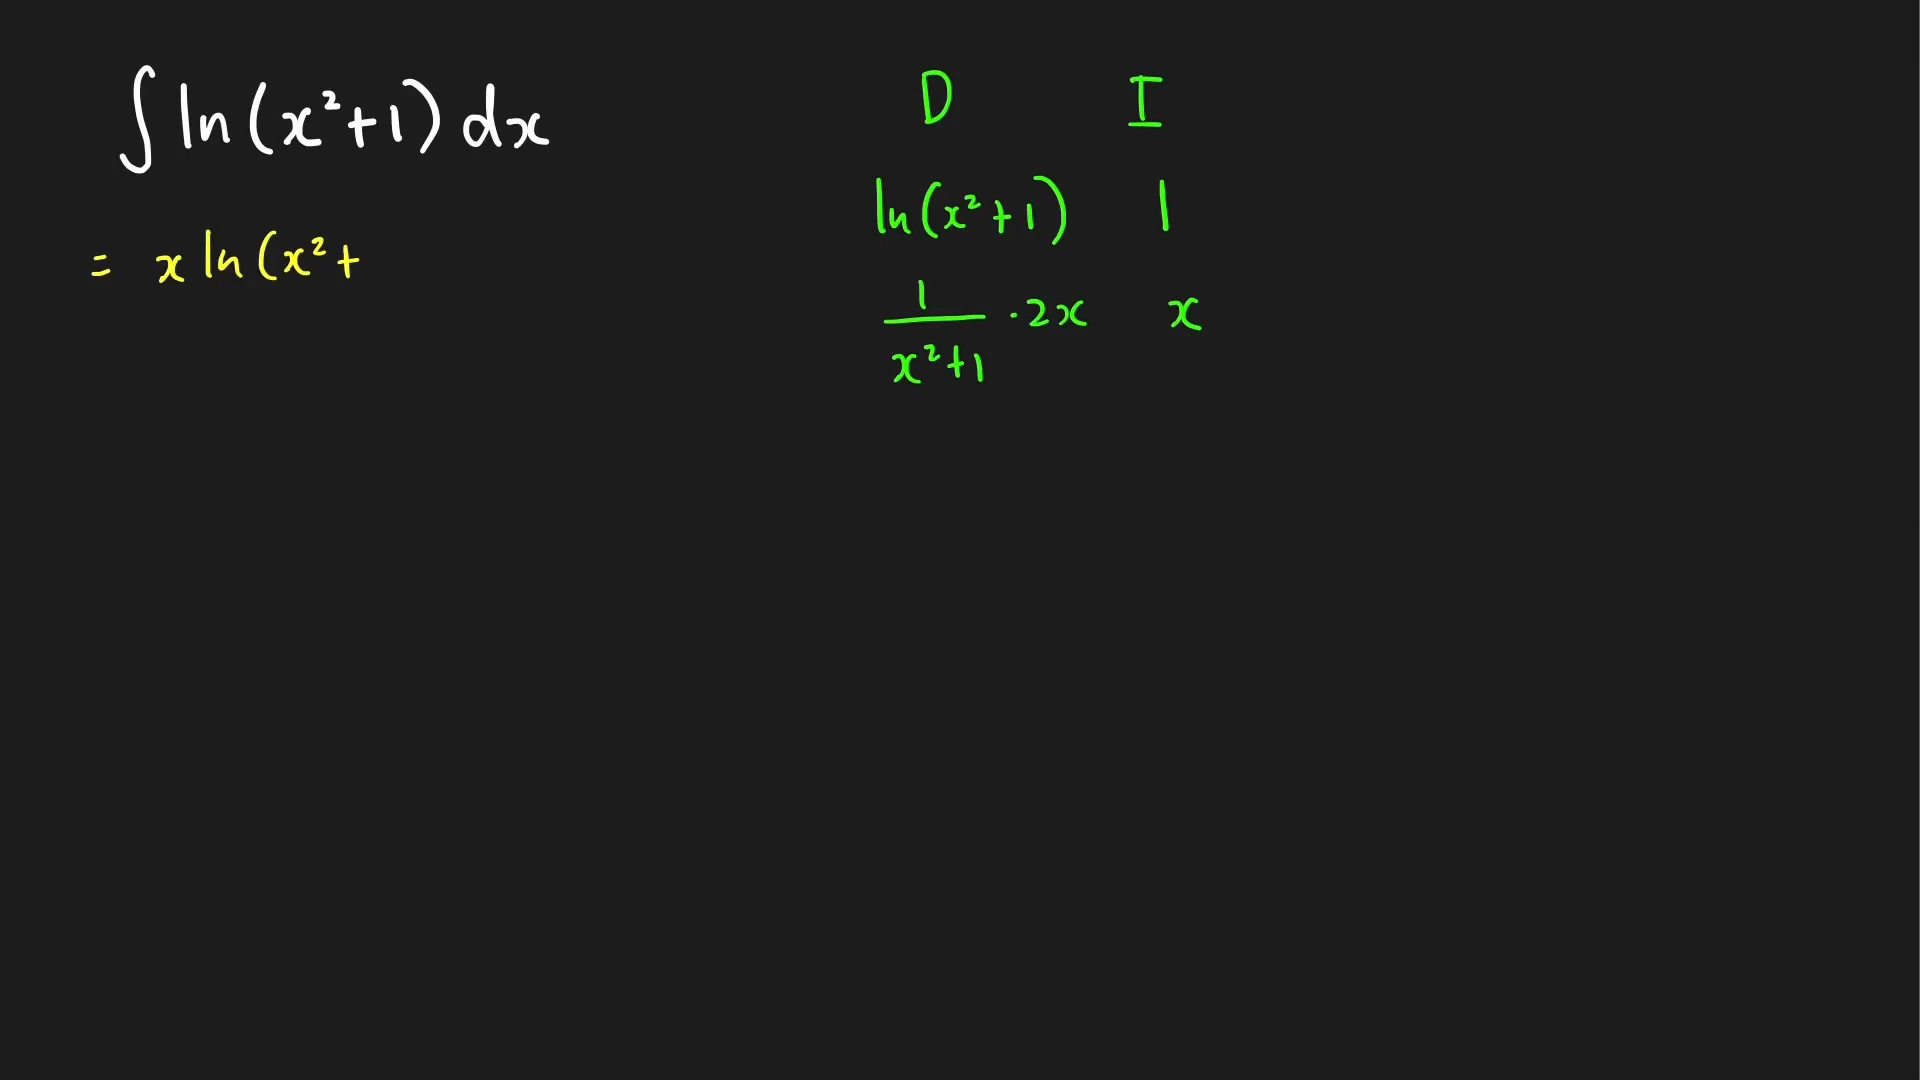 ∫ ln(x²+1) dx
= x ln(x²+
D I
ln(x²+1) 1
1/(x²+1) · 2x x